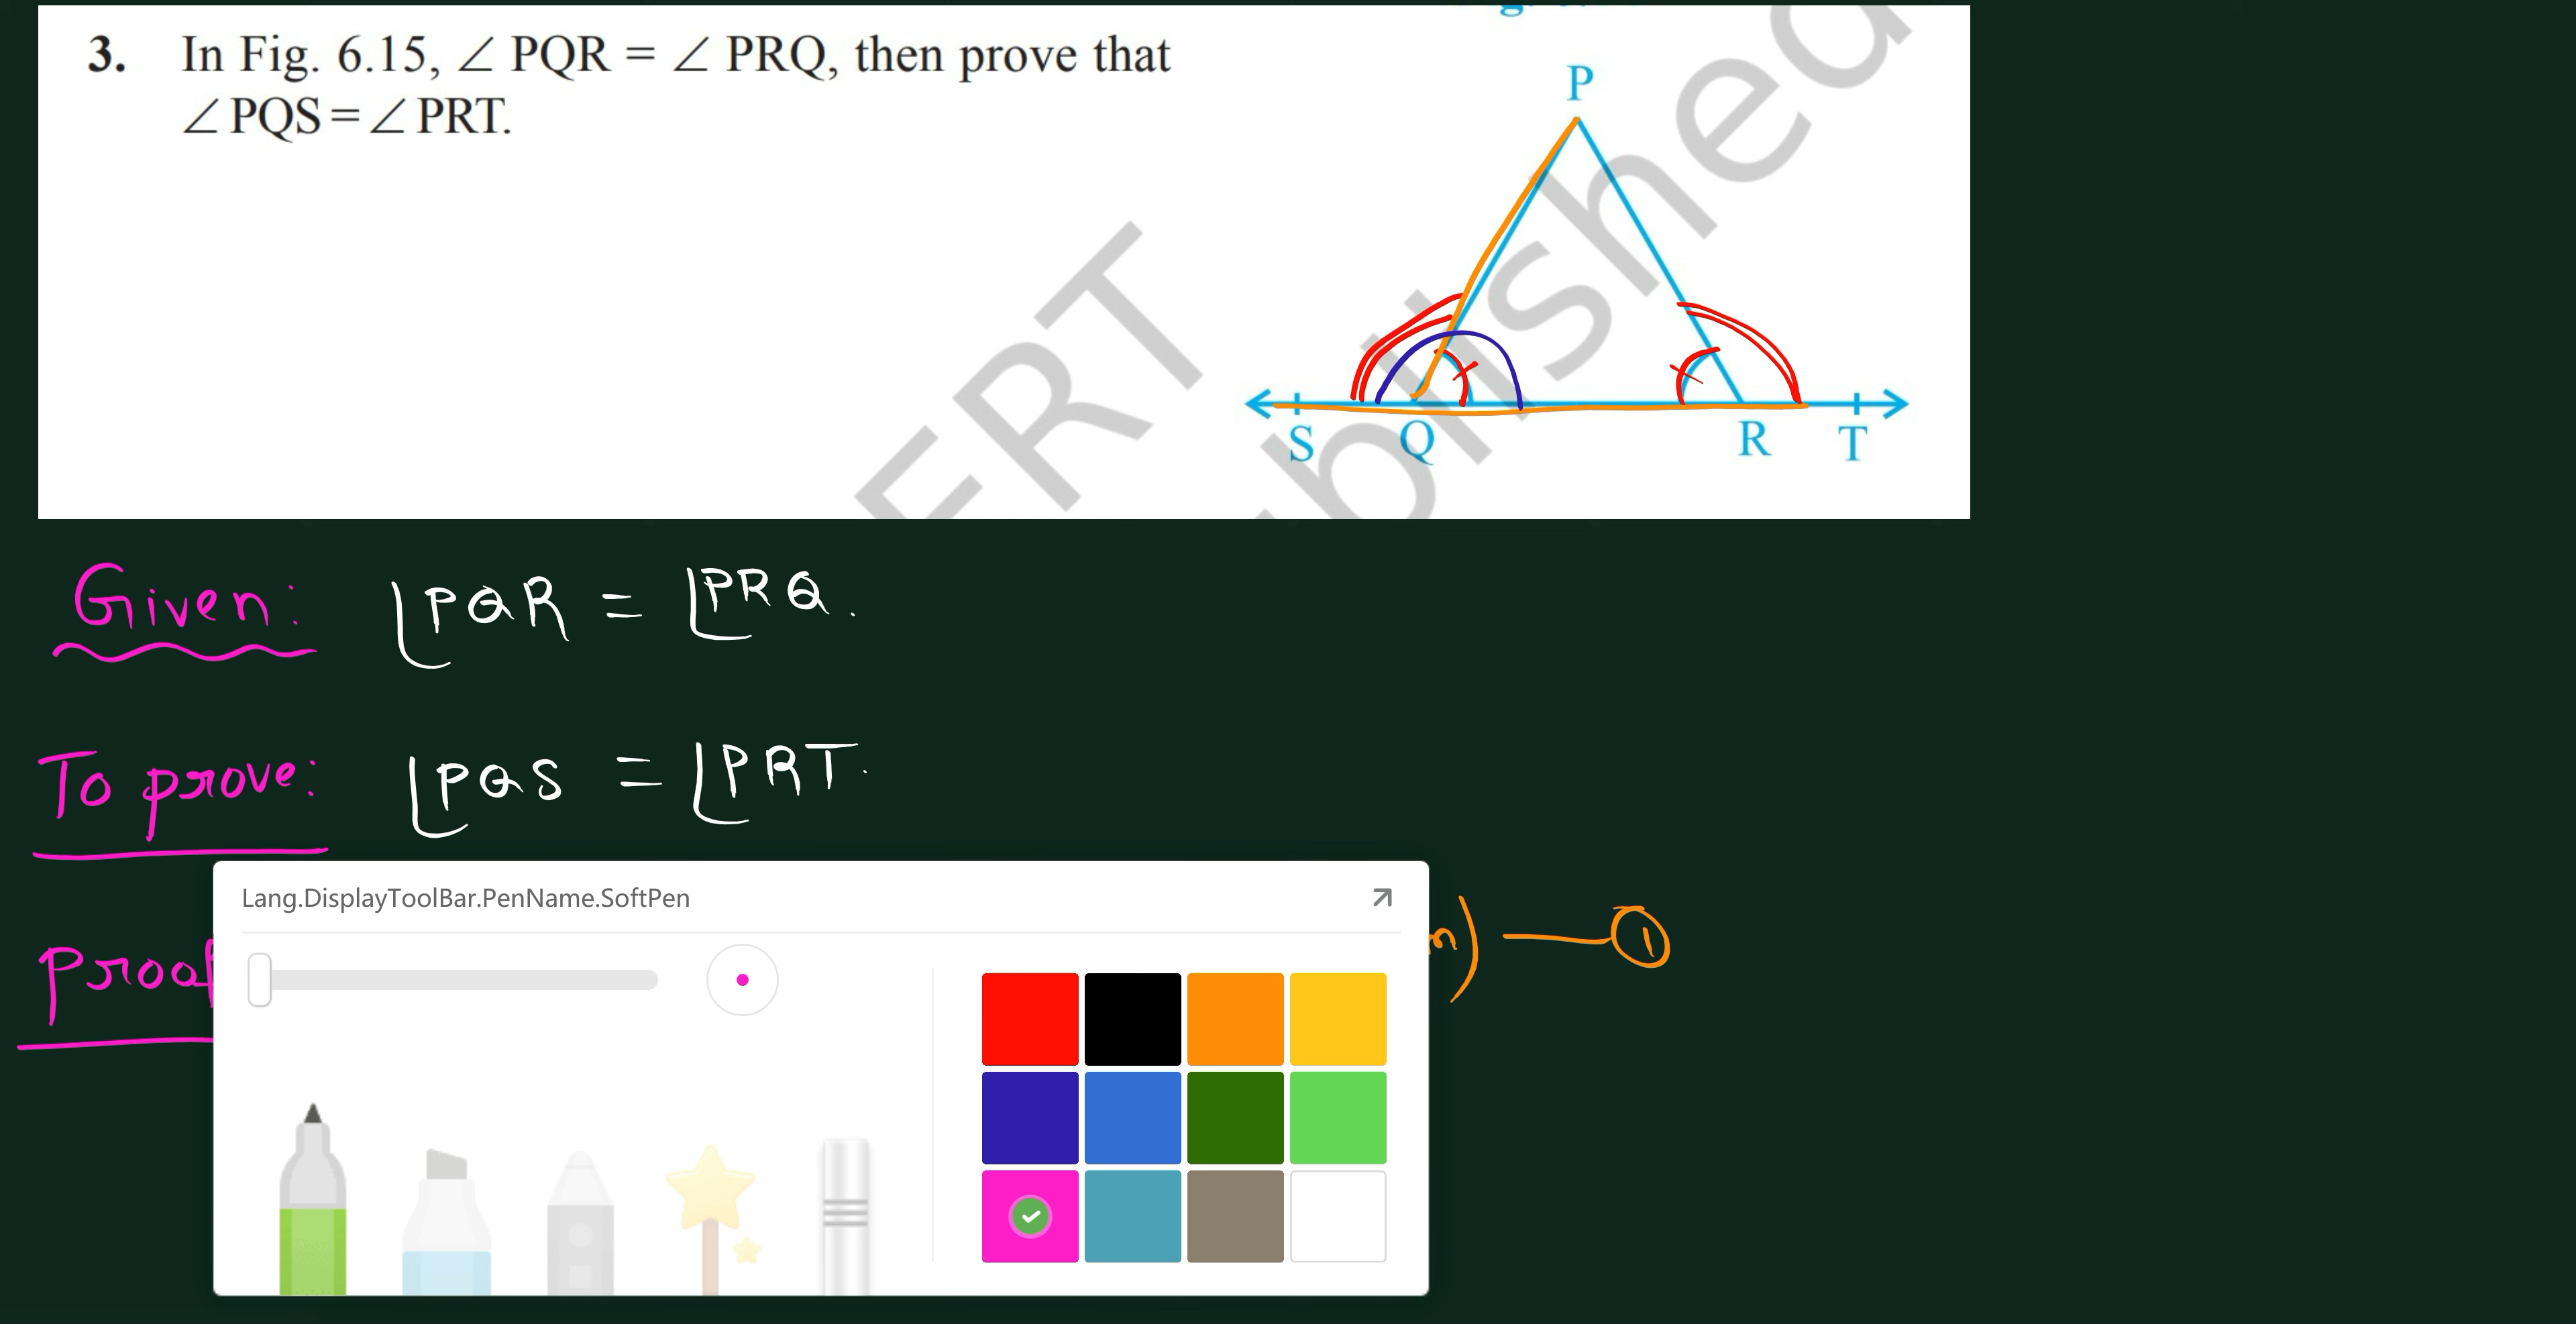 3. In Fig. 6.15, ∠ PQR = ∠ PRQ, then prove that
∠ PQS = ∠ PRT.
P
S Q R T
Given: ∠PQR = ∠PRQ.
To prove: ∠PQS = ∠PRT.
Lang.DisplayToolBar.PenName.SoftPen
①